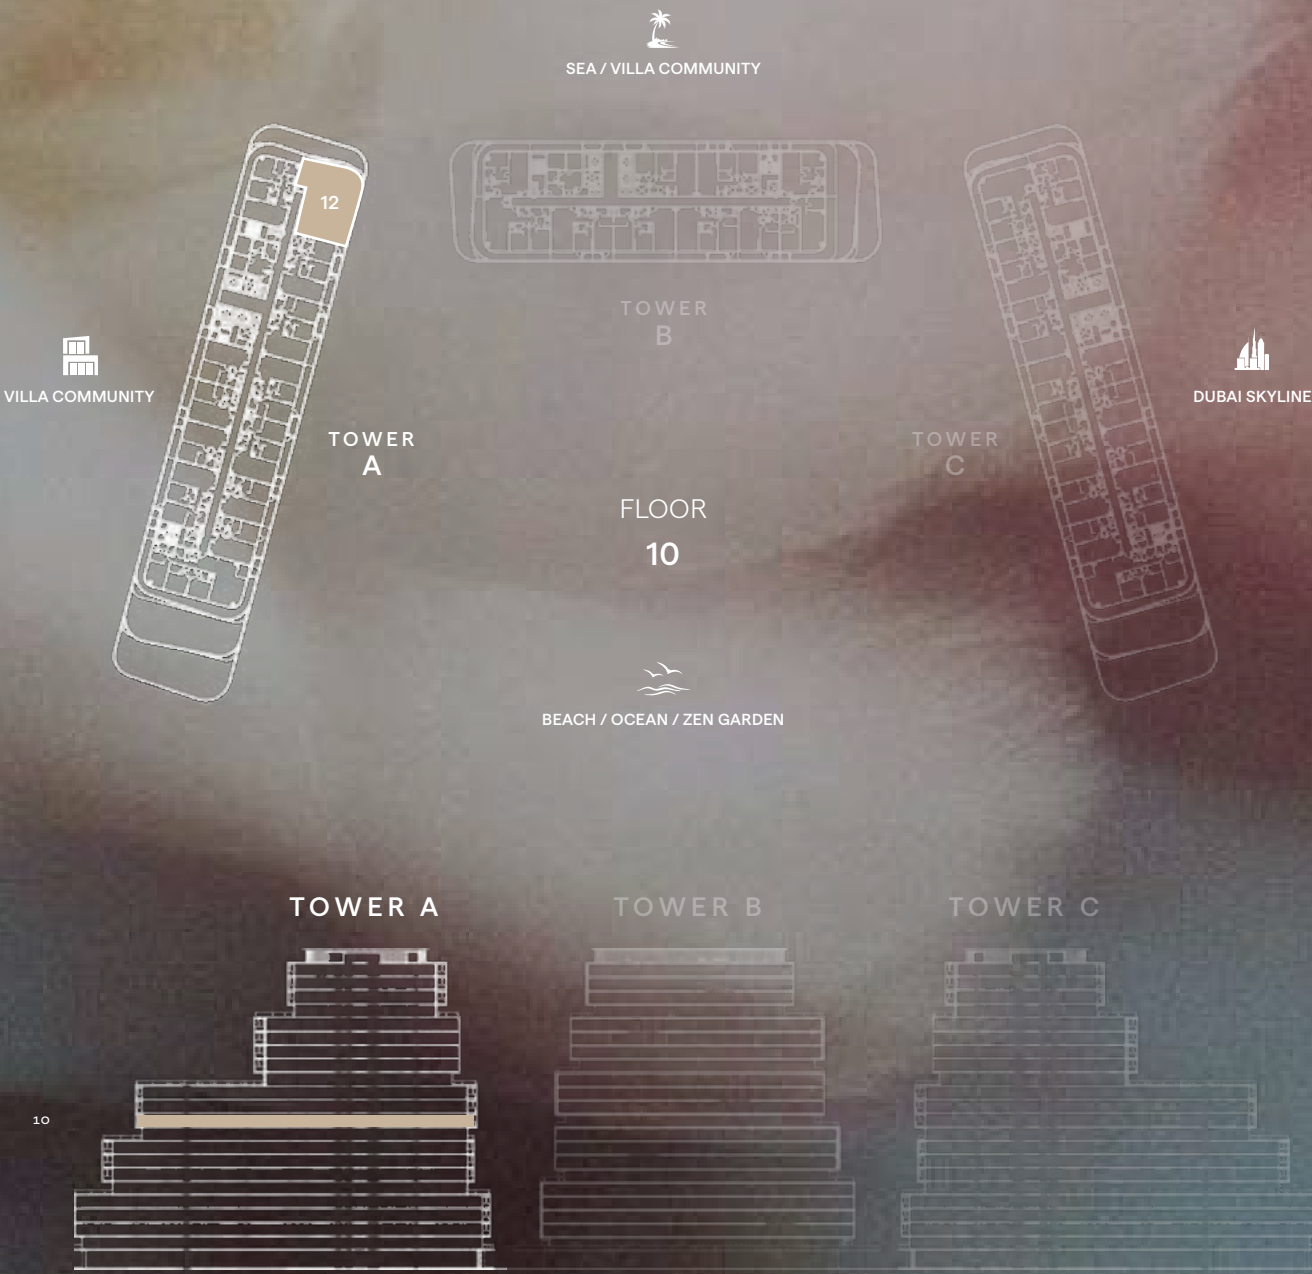 SEA / VILLA COMMUNITY
12
TOWER
B
VILLA COMMUNITY
DUBAI SKYLINE
TOWER
A
TOWER
C
FLOOR
10
BEACH / OCEAN / ZEN GARDEN
TOWER A
TOWER B
TOWER C
10